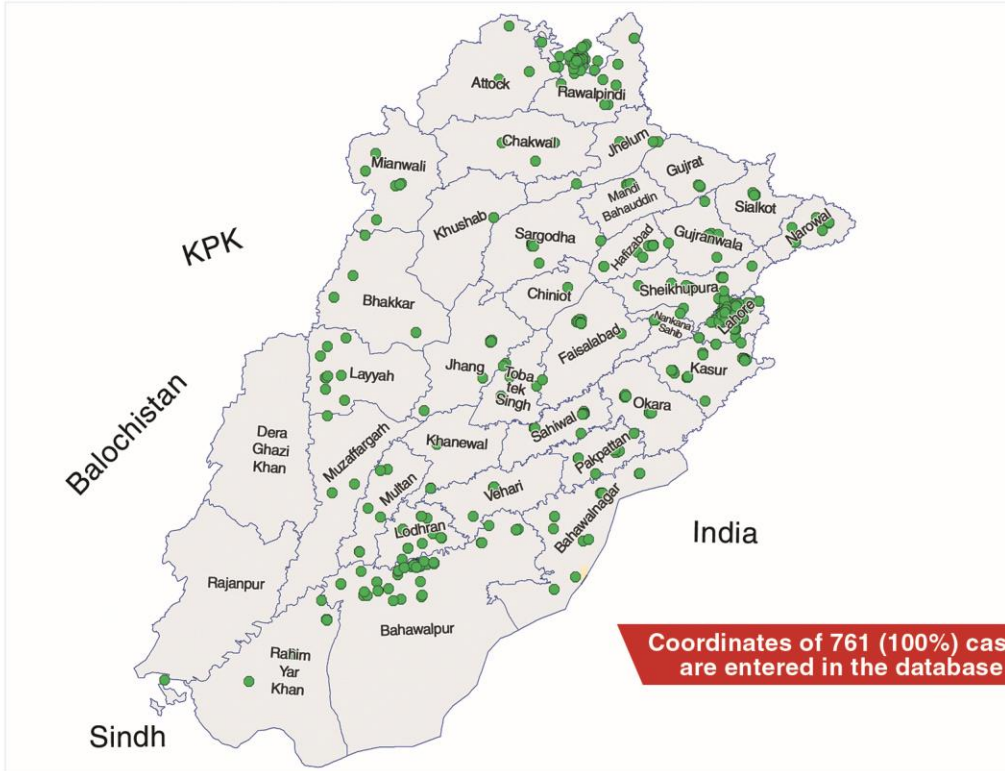 Attock
Rawalpindi
Chakwal
Jhelum
Mianwali
Gujrat
Mandi
Bahauddin
Sialkot
Khushab
Narowal
KPK
Sargodha
Hafizabad
Gujranwala
Bhakkar
Chiniot
Sheikhupura
Lahore
Nankana
Sahib
Faisalabad
Jhang
Kasur
Layyah
Toba
tek
Singh
Okara
Balochistan
Dera
Ghazi
Khan
Muzaffargarh
Khanewal
Sahiwal
Pakpattan
Multan
Vehari
Bahawalnagar
Lodhran
India
Rajanpur
Bahawalpur
Coordinates of 761 (100%) cas
are entered in the database
Rahim
Yar
Khan
Sindh